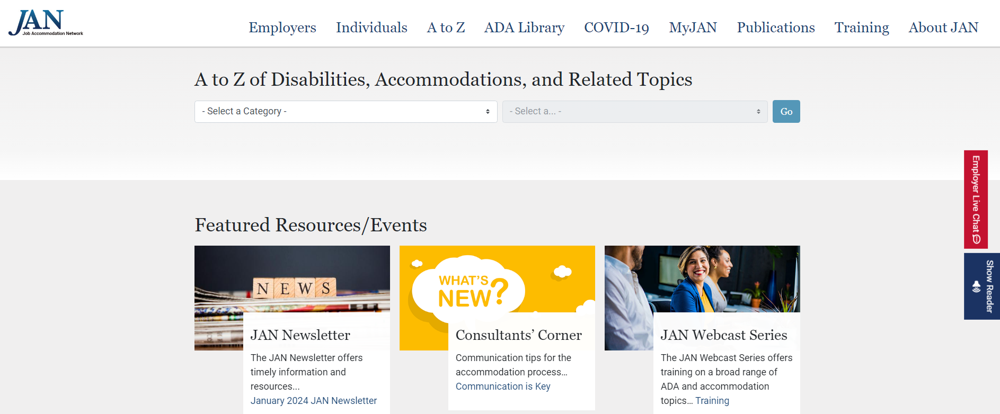 JAN
Job Accommodation Network
Employers Individuals A to Z ADA Library COVID-19 MyJAN Publications Training About JAN
A to Z of Disabilities, Accommodations, and Related Topics
- Select a Category -
- Select a... -
Go
Employer Live Chat
Show Reader
Featured Resources/Events
NEWS
JAN Newsletter
The JAN Newsletter offers
timely information and
resources...
January 2024 JAN Newsletter
WHAT'S
NEW?
Consultants’ Corner
Communication tips for the
accommodation process…
Communication is Key
JAN Webcast Series
The JAN Webcast Series offers
training on a broad range of
ADA and accommodation
topics… Training